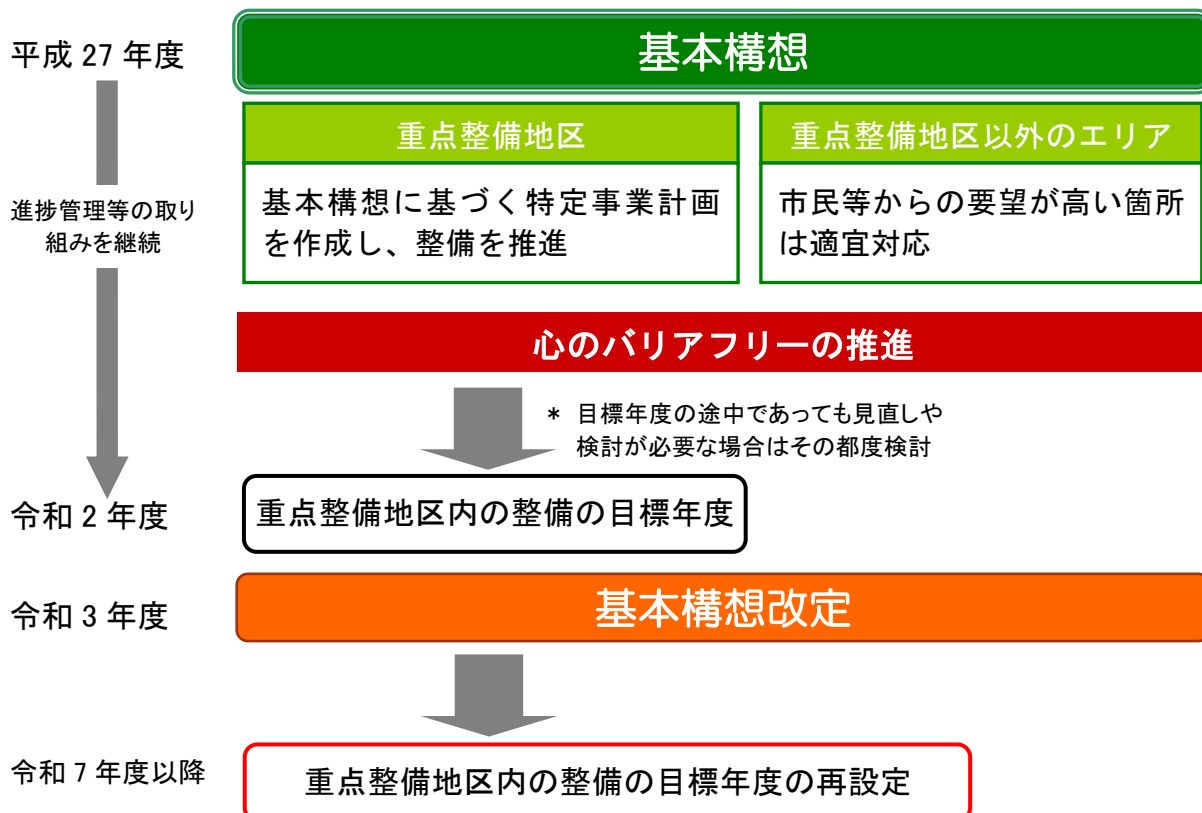 平成 27 年度
基本構想
重点整備地区
重点整備地区以外のエリア
基本構想に基づく特定事業計画
を作成し、整備を推進
市民等からの要望が高い箇所
は適宜対応
進捗管理等の取り
組みを継続
心のバリアフリーの推進
* 目標年度の途中であっても見直しや
検討が必要な場合はその都度検討
令和 2 年度
重点整備地区内の整備の目標年度
令和 3 年度
基本構想改定
令和 7 年度以降
重点整備地区内の整備の目標年度の再設定